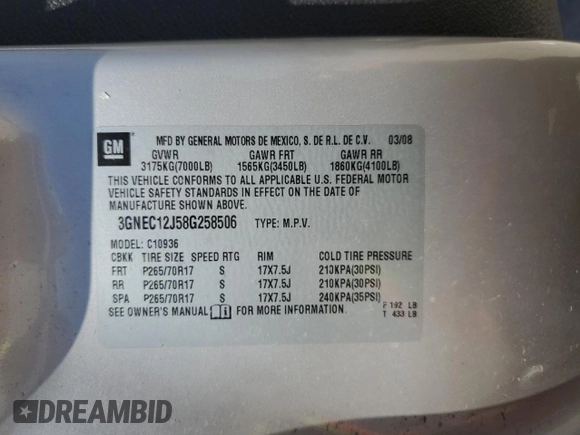 GM
MFD BY GENERAL MOTORS DE MEXICO, S. DE R.L. DE C.V. 03/08
GVWR GAWR FRT GAWR RR
3175KG(7000LB) 1565KG(3450LB) 1860KG(4100LB)
THIS VEHICLE CONFORMS TO ALL APPLICABLE U.S. FEDERAL MOTOR
VEHICLE SAFETY STANDARDS IN EFFECT ON THE DATE OF
MANUFACTURE SHOWN ABOVE.
3GNEC12J58G258506 TYPE: M.P.V.
MODEL: C10936
CBKK TIRE SIZE SPEED RTG RIM COLD TIRE PRESSURE
FRT P265/70R17 S 17X7.5J 210KPA(30PSI)
RR P265/70R17 S 17X7.5J 210KPA(30PSI)
SPA P265/70R17 S 17X7.5J 240KPA(35PSI)
SEE OWNER'S MANUAL i FOR MORE INFORMATION.
F 192 LB
T 433 LB
DREAMBID